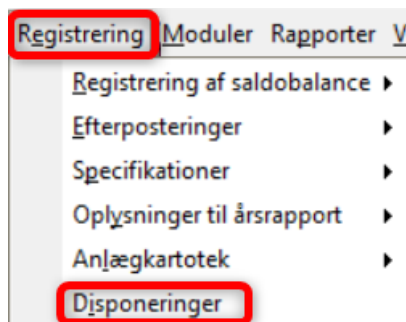 Registrering Moduler Rapporter V
Registrering af saldobalance
Efterposteringer
Specifikationer
Oplysninger til årsrapport
Anlægkartotek
Disponeringer